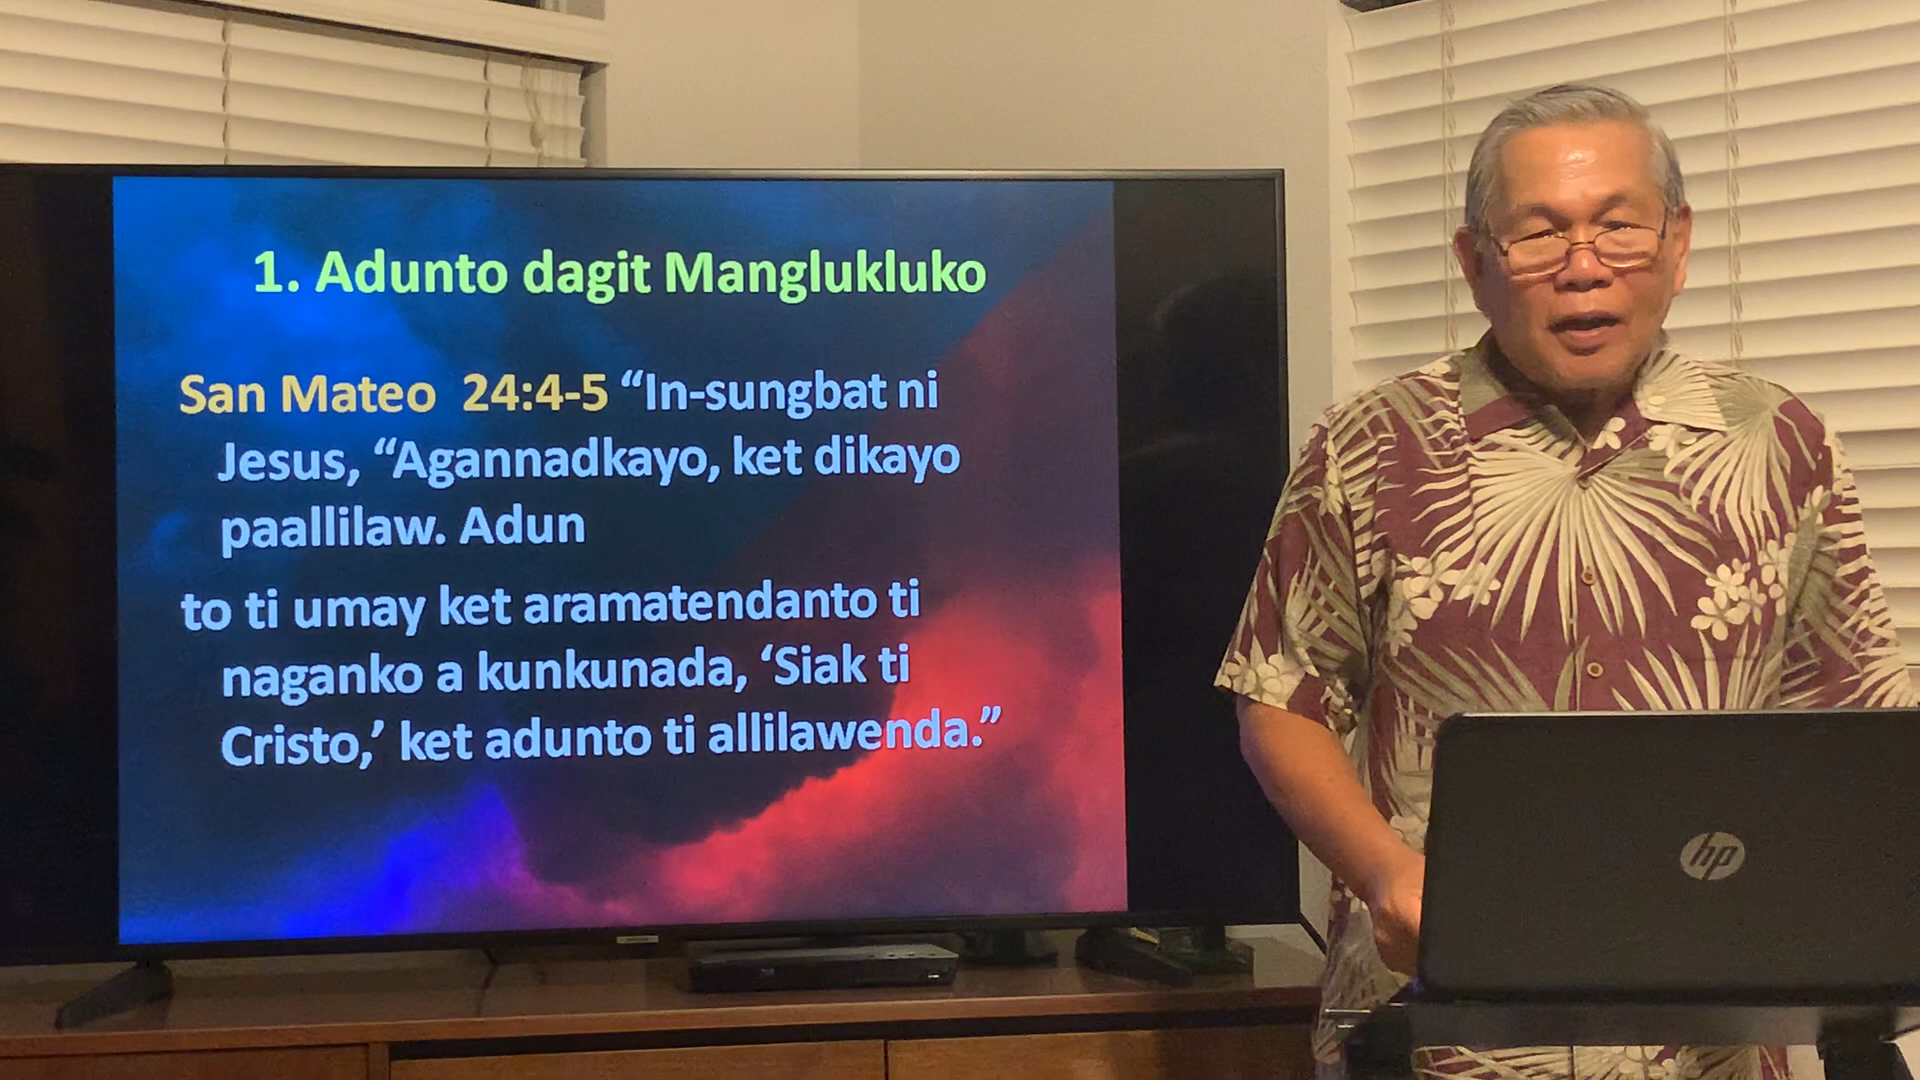 1. Adunto dagit Manglukluko
San Mateo 24:4-5 “In-sungbat ni
Jesus, “Agannadkayo, ket dikayo
paallilaw. Adun
to ti umay ket aramatendanto ti
naganko a kunkunada, ‘Siak ti
Cristo,’ ket adunto ti allilawenda.”
hp